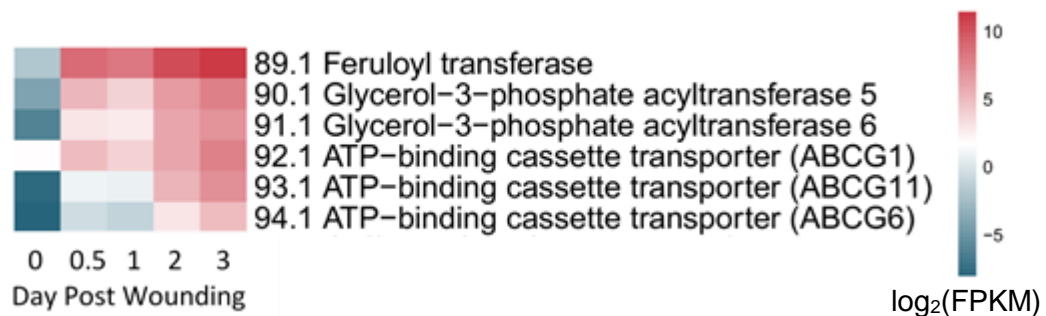 89.1 Feruloyl transferase
90.1 Glycerol−3−phosphate acyltransferase 5
91.1 Glycerol−3−phosphate acyltransferase 6
92.1 ATP−binding cassette transporter (ABCG1)
93.1 ATP−binding cassette transporter (ABCG11)
94.1 ATP−binding cassette transporter (ABCG6)
0 0.5 1 2 3
Day Post Wounding
10
5
0
−5
log₂(FPKM)